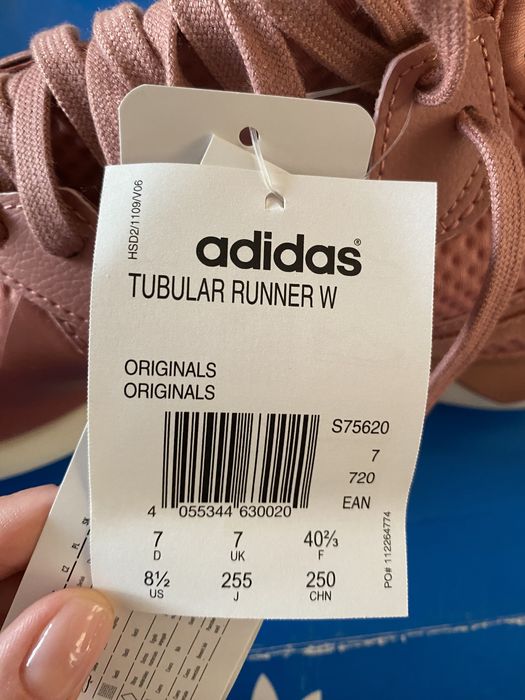 HSD2/1109/V06
adidas®
TUBULAR RUNNER W
ORIGINALS
ORIGINALS
S75620
7
720
EAN
4 055344 630020
7 7 40⅔
D UK F
8½ 255 250
US J CHN
PO# 112264774